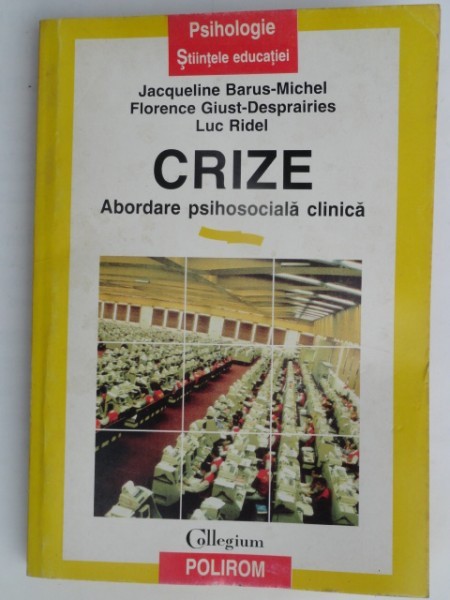 Psihologie
Științele educației
Jacqueline Barus-Michel
Florence Giust-Desprairies
Luc Ridel
CRIZE
Abordare psihosocială clinică
Collegium
POLIROM